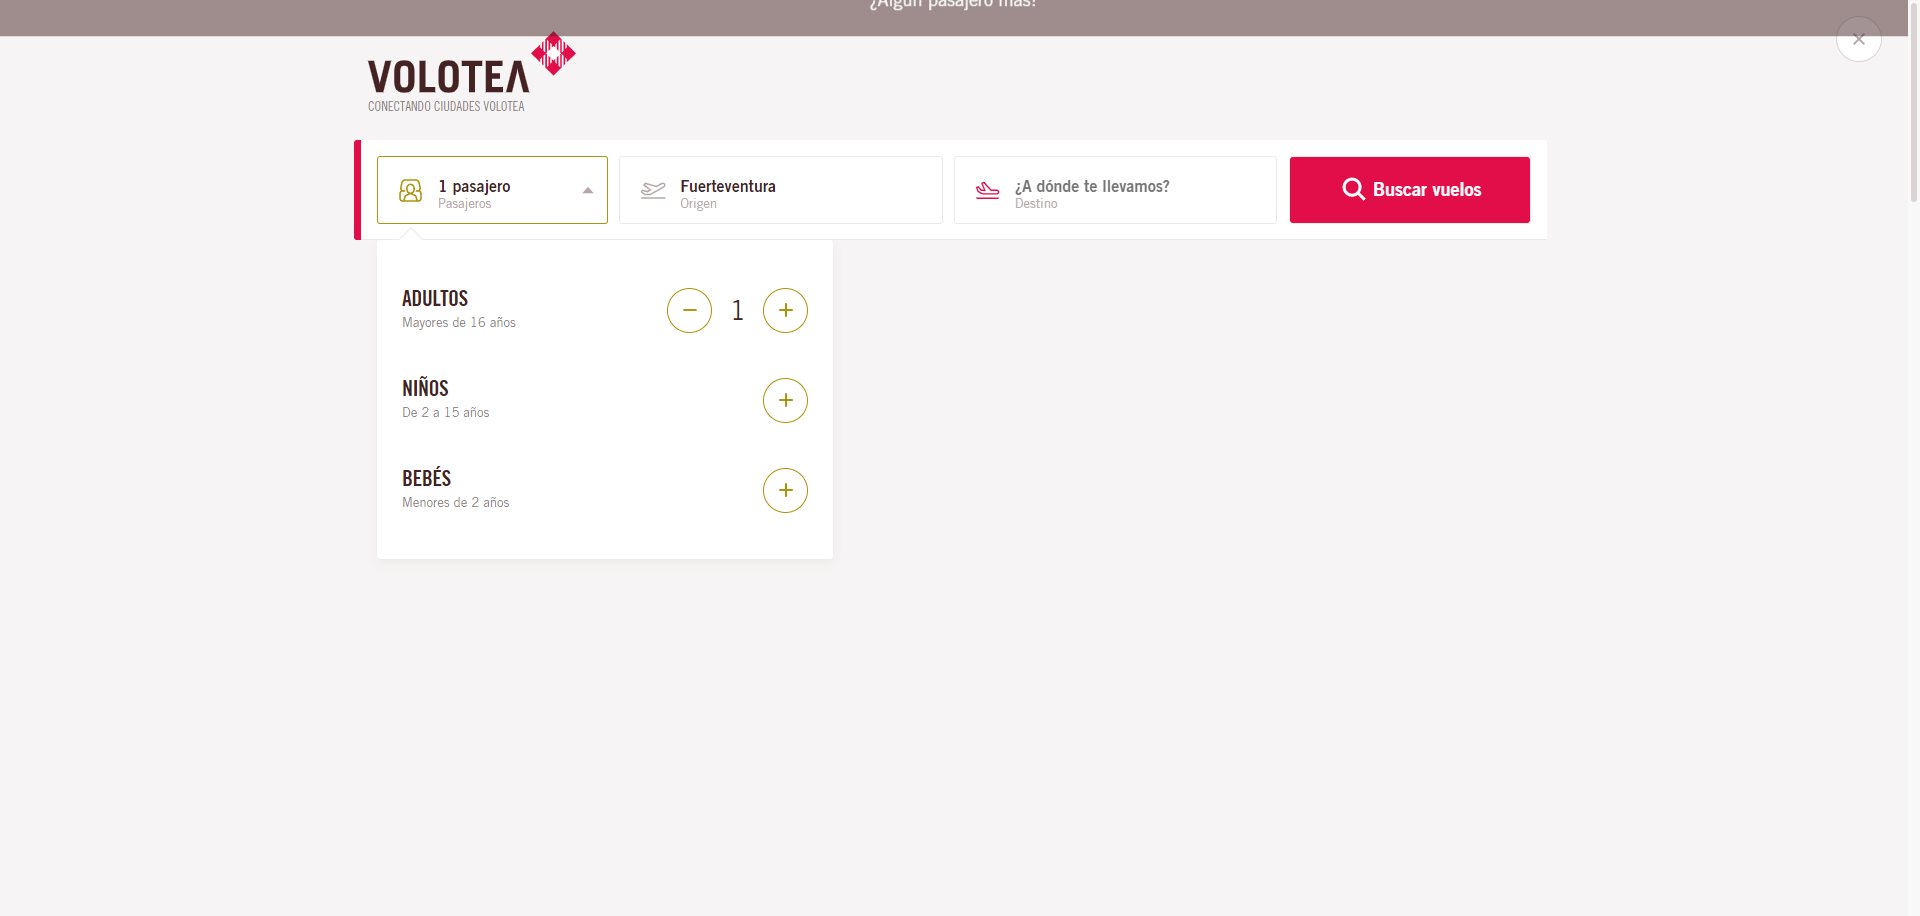 ¿Algún pasajero más?
VOLOTEA
CONECTANDO CIUDADES VOLOTEA
1 pasajero
Pasajeros
Fuerteventura
Origen
¿A dónde te llevamos?
Destino
Buscar vuelos
ADULTOS
Mayores de 16 años
1
NIÑOS
De 2 a 15 años
BEBÉS
Menores de 2 años